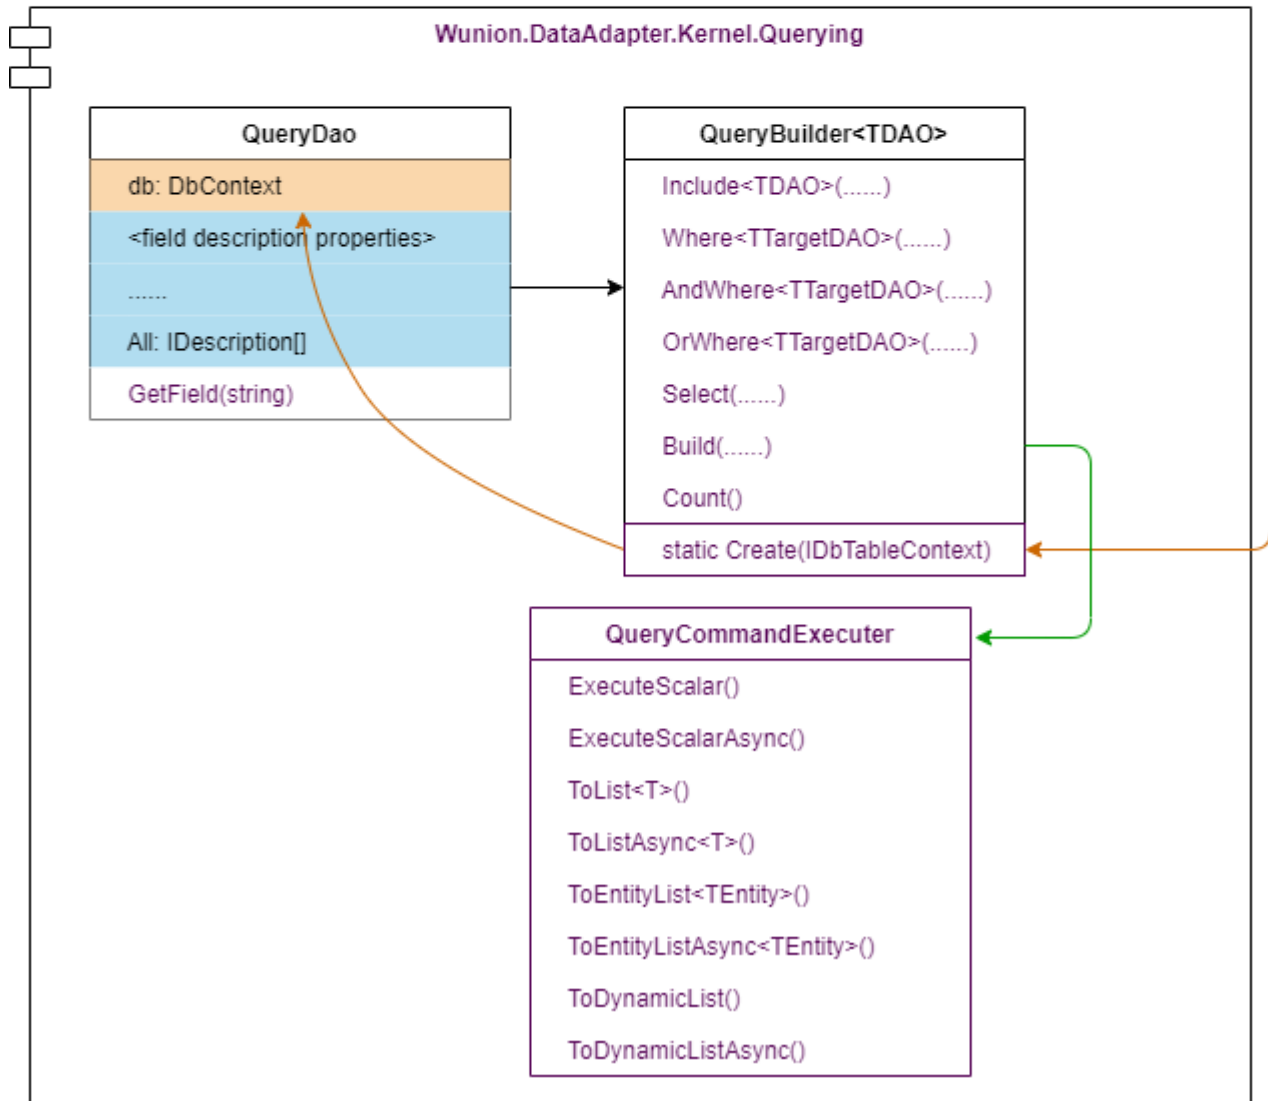 Wunion.DataAdapter.Kernel.Querying
QueryDao
db: DbContext
<field description properties>
......
All: IDescription[]
GetField(string)
QueryBuilder<TDAO>
Include<TDAO>(......)
Where<TTargetDAO>(......)
AndWhere<TTargetDAO>(......)
OrWhere<TTargetDAO>(......)
Select(......)
Build(......)
Count()
static Create(IDbTableContext)
QueryCommandExecuter
ExecuteScalar()
ExecuteScalarAsync()
ToList<T>()
ToListAsync<T>()
ToEntityList<TEntity>()
ToEntityListAsync<TEntity>()
ToDynamicList()
ToDynamicListAsync()